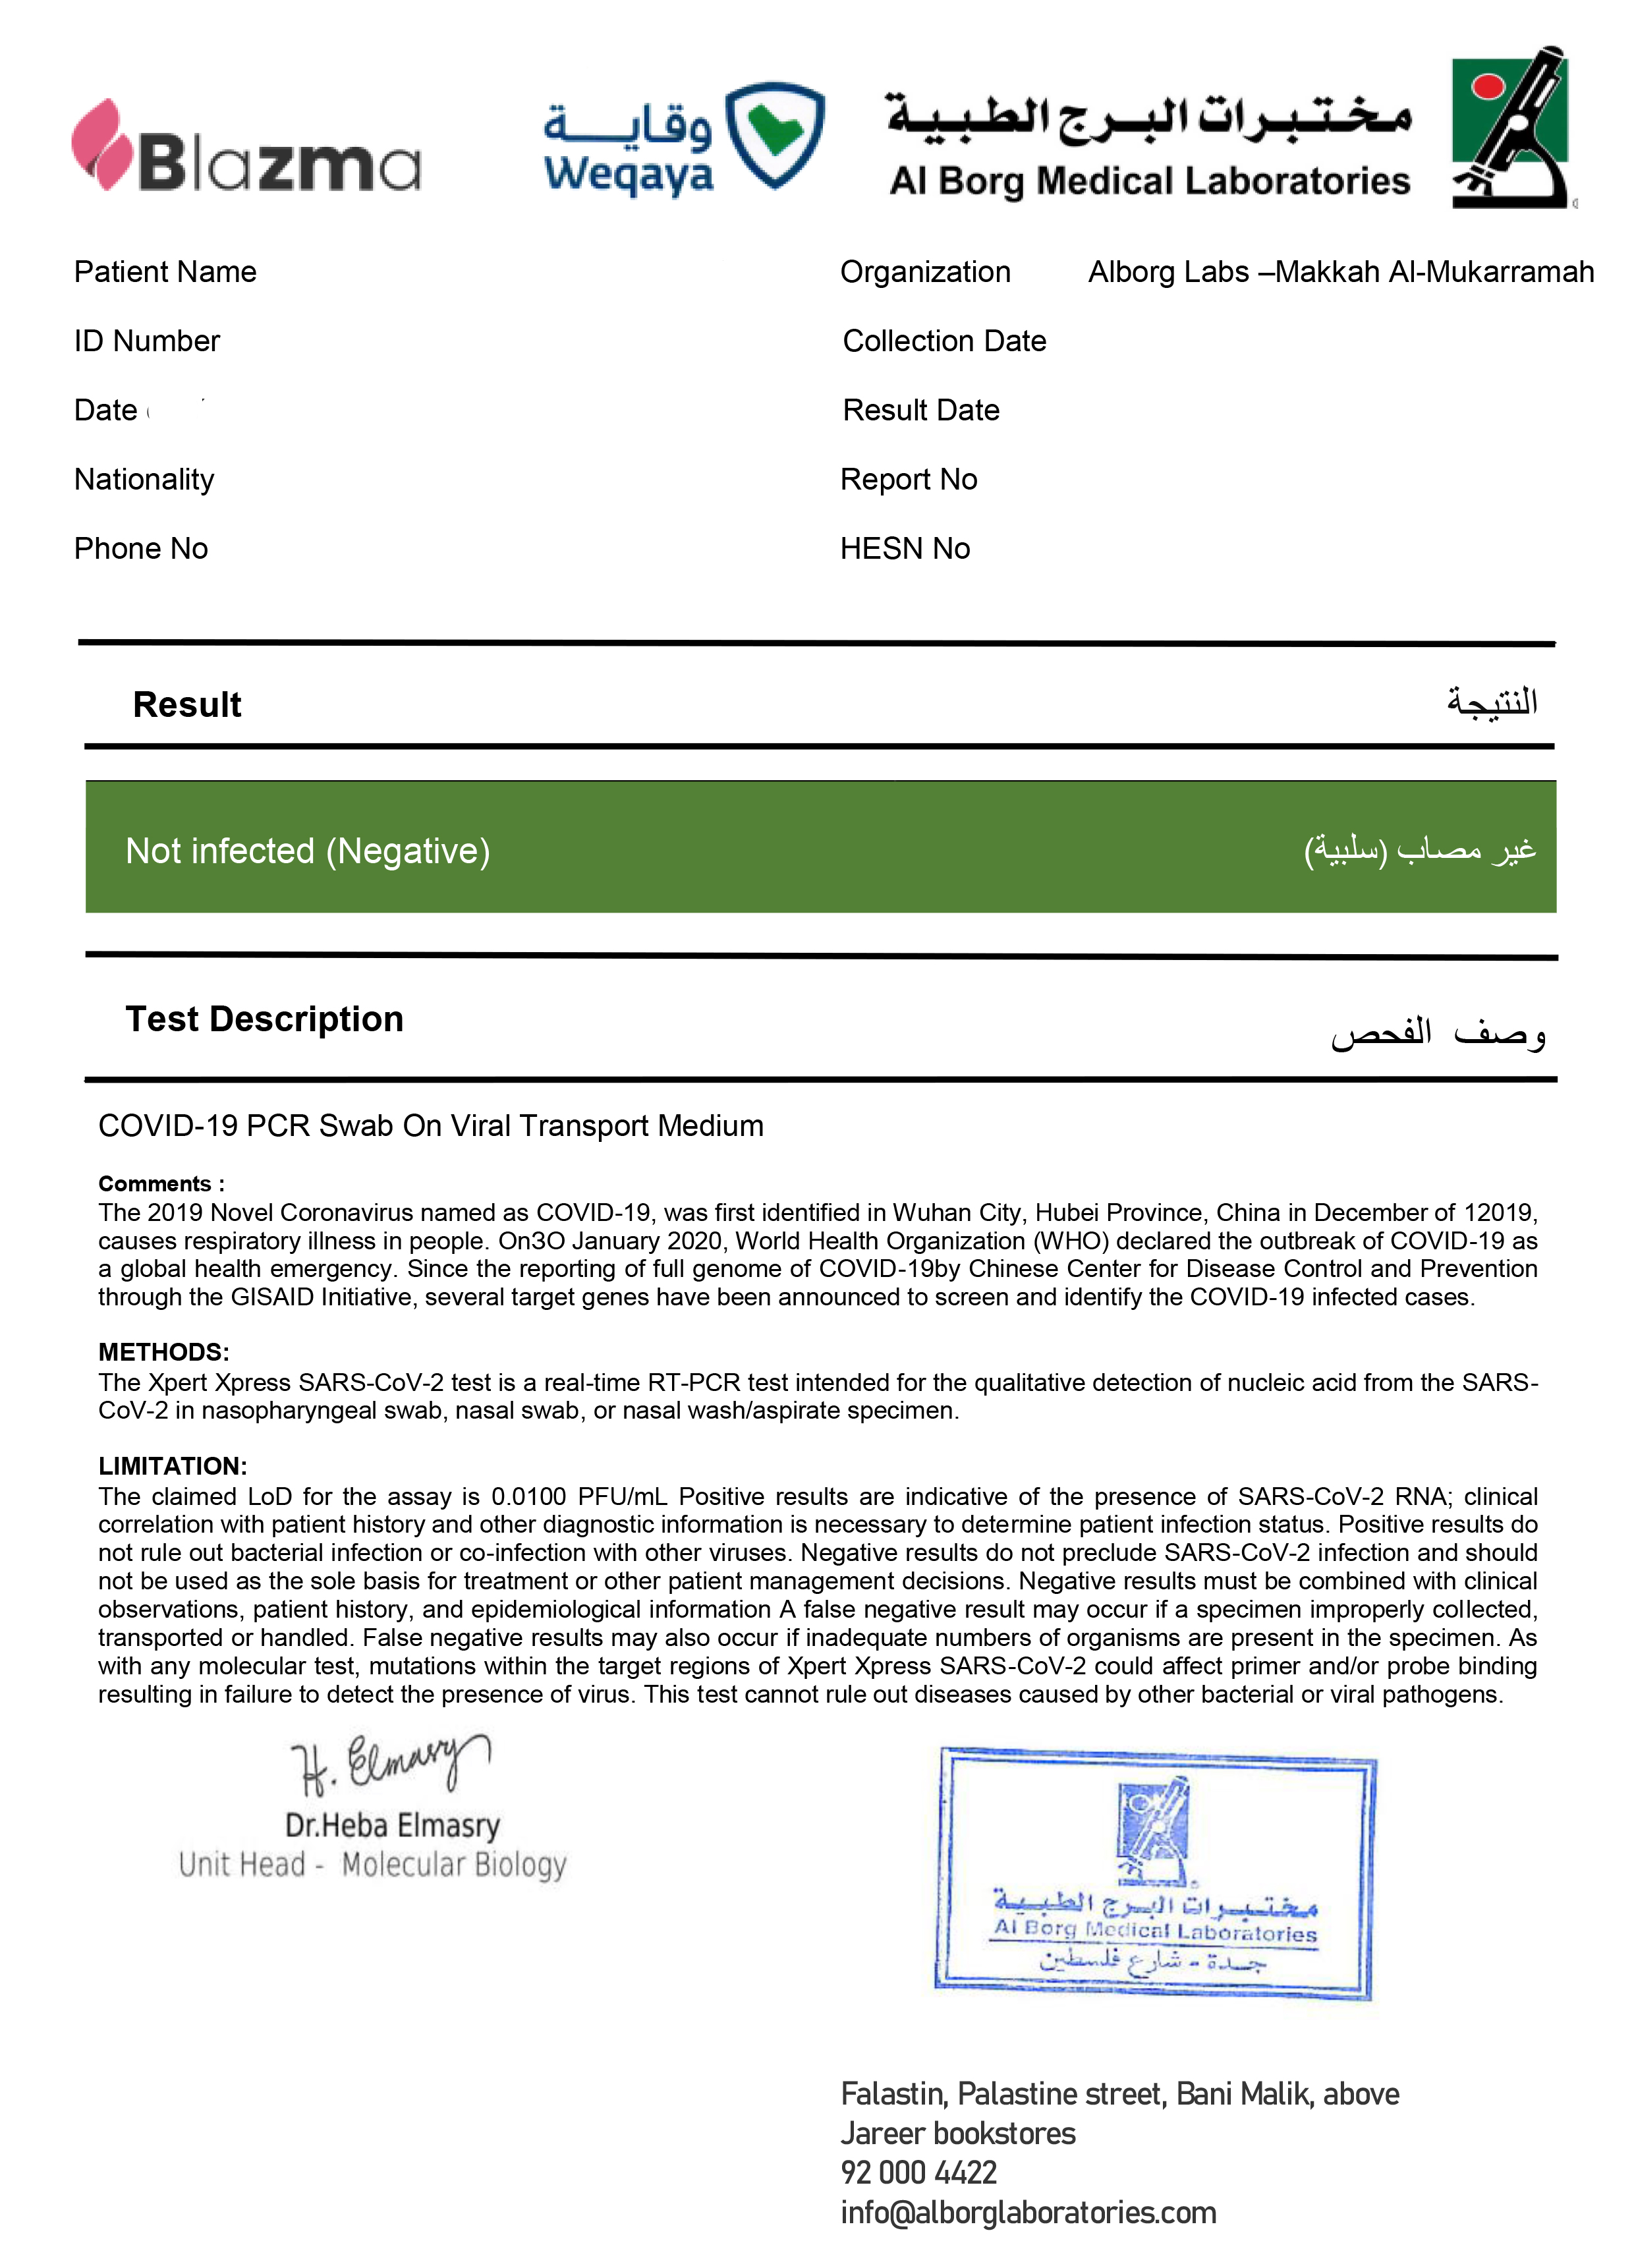 Blazma
وقاية
Weqaya
مختبرات البرج الطبية
Al Borg Medical Laboratories
Patient Name
Organization Alborg Labs –Makkah Al-Mukarramah
ID Number
Collection Date
Date
Result Date
Nationality
Report No
Phone No
HESN No
Result
النتيجة
Not infected (Negative)
غير مصاب (سلبية)
Test Description
وصف الفحص
COVID-19 PCR Swab On Viral Transport Medium
Comments :
The 2019 Novel Coronavirus named as COVID-19, was first identified in Wuhan City, Hubei Province, China in December of 12019,
causes respiratory illness in people. On3O January 2020, World Health Organization (WHO) declared the outbreak of COVID-19 as
a global health emergency. Since the reporting of full genome of COVID-19by Chinese Center for Disease Control and Prevention
through the GISAID Initiative, several target genes have been announced to screen and identify the COVID-19 infected cases.
METHODS:
The Xpert Xpress SARS-CoV-2 test is a real-time RT-PCR test intended for the qualitative detection of nucleic acid from the SARS-
CoV-2 in nasopharyngeal swab, nasal swab, or nasal wash/aspirate specimen.
LIMITATION:
The claimed LoD for the assay is 0.0100 PFU/mL Positive results are indicative of the presence of SARS-CoV-2 RNA; clinical
correlation with patient history and other diagnostic information is necessary to determine patient infection status. Positive results do
not rule out bacterial infection or co-infection with other viruses. Negative results do not preclude SARS-CoV-2 infection and should
not be used as the sole basis for treatment or other patient management decisions. Negative results must be combined with clinical
observations, patient history, and epidemiological information A false negative result may occur if a specimen improperly collected,
transported or handled. False negative results may also occur if inadequate numbers of organisms are present in the specimen. As
with any molecular test, mutations within the target regions of Xpert Xpress SARS-CoV-2 could affect primer and/or probe binding
resulting in failure to detect the presence of virus. This test cannot rule out diseases caused by other bacterial or viral pathogens.
H. Elmasry
Dr.Heba Elmasry
Unit Head - Molecular Biology
مختبرات البرج الطبية
Al Borg Medical Laboratories
جدة - شارع فلسطين
Falastin, Palastine street, Bani Malik, above
Jareer bookstores
92 000 4422
info@alborglaboratories.com